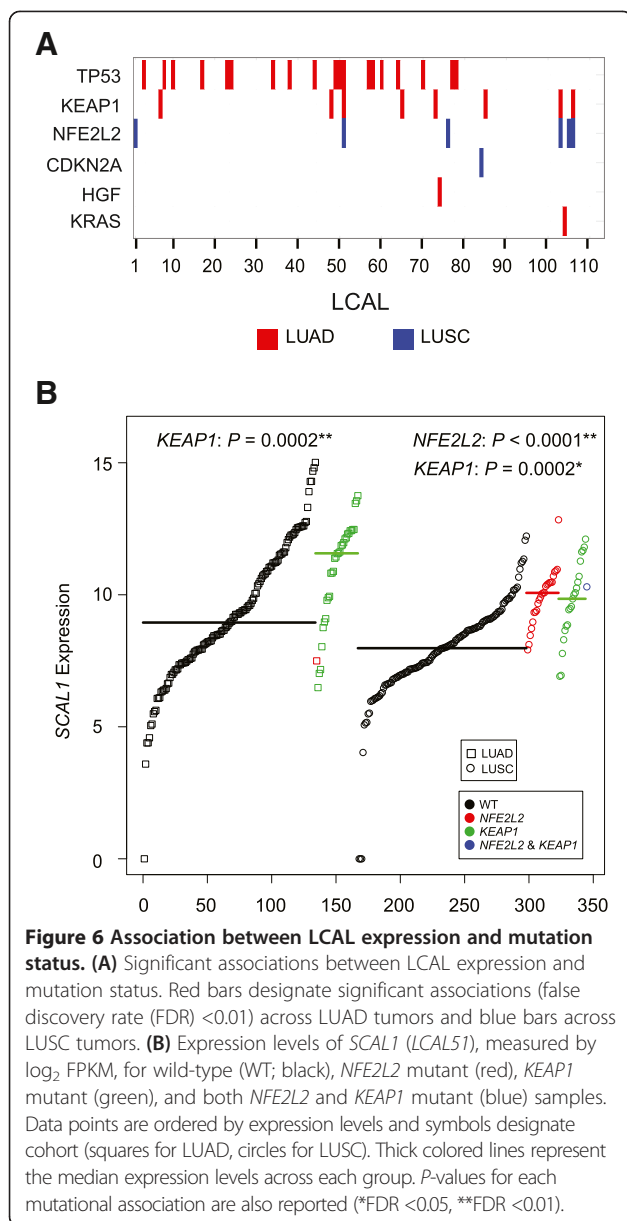 A
TP53
KEAP1
NFE2L2
CDKN2A
HGF
KRAS
1 10 20 30 40 50 60 70 80 90 100 110
LCAL
LUAD LUSC
B
KEAP1: P = 0.0002** NFE2L2: P < 0.0001**
KEAP1: P = 0.0002*
15
10
5
0
SCAL1 Expression
LUAD
LUSC
WT
NFE2L2
KEAP1
NFE2L2 & KEAP1
0 50 100 150 200 250 300 350
Figure 6 Association between LCAL expression and mutation
status. (A) Significant associations between LCAL expression and
mutation status. Red bars designate significant associations (false
discovery rate (FDR) <0.01) across LUAD tumors and blue bars across
LUSC tumors. (B) Expression levels of SCAL1 (LCAL51), measured by
log₂ FPKM, for wild-type (WT; black), NFE2L2 mutant (red), KEAP1
mutant (green), and both NFE2L2 and KEAP1 mutant (blue) samples.
Data points are ordered by expression levels and symbols designate
cohort (squares for LUAD, circles for LUSC). Thick colored lines represent
the median expression levels across each group. P-values for each
mutational association are also reported (*FDR <0.05, **FDR <0.01).